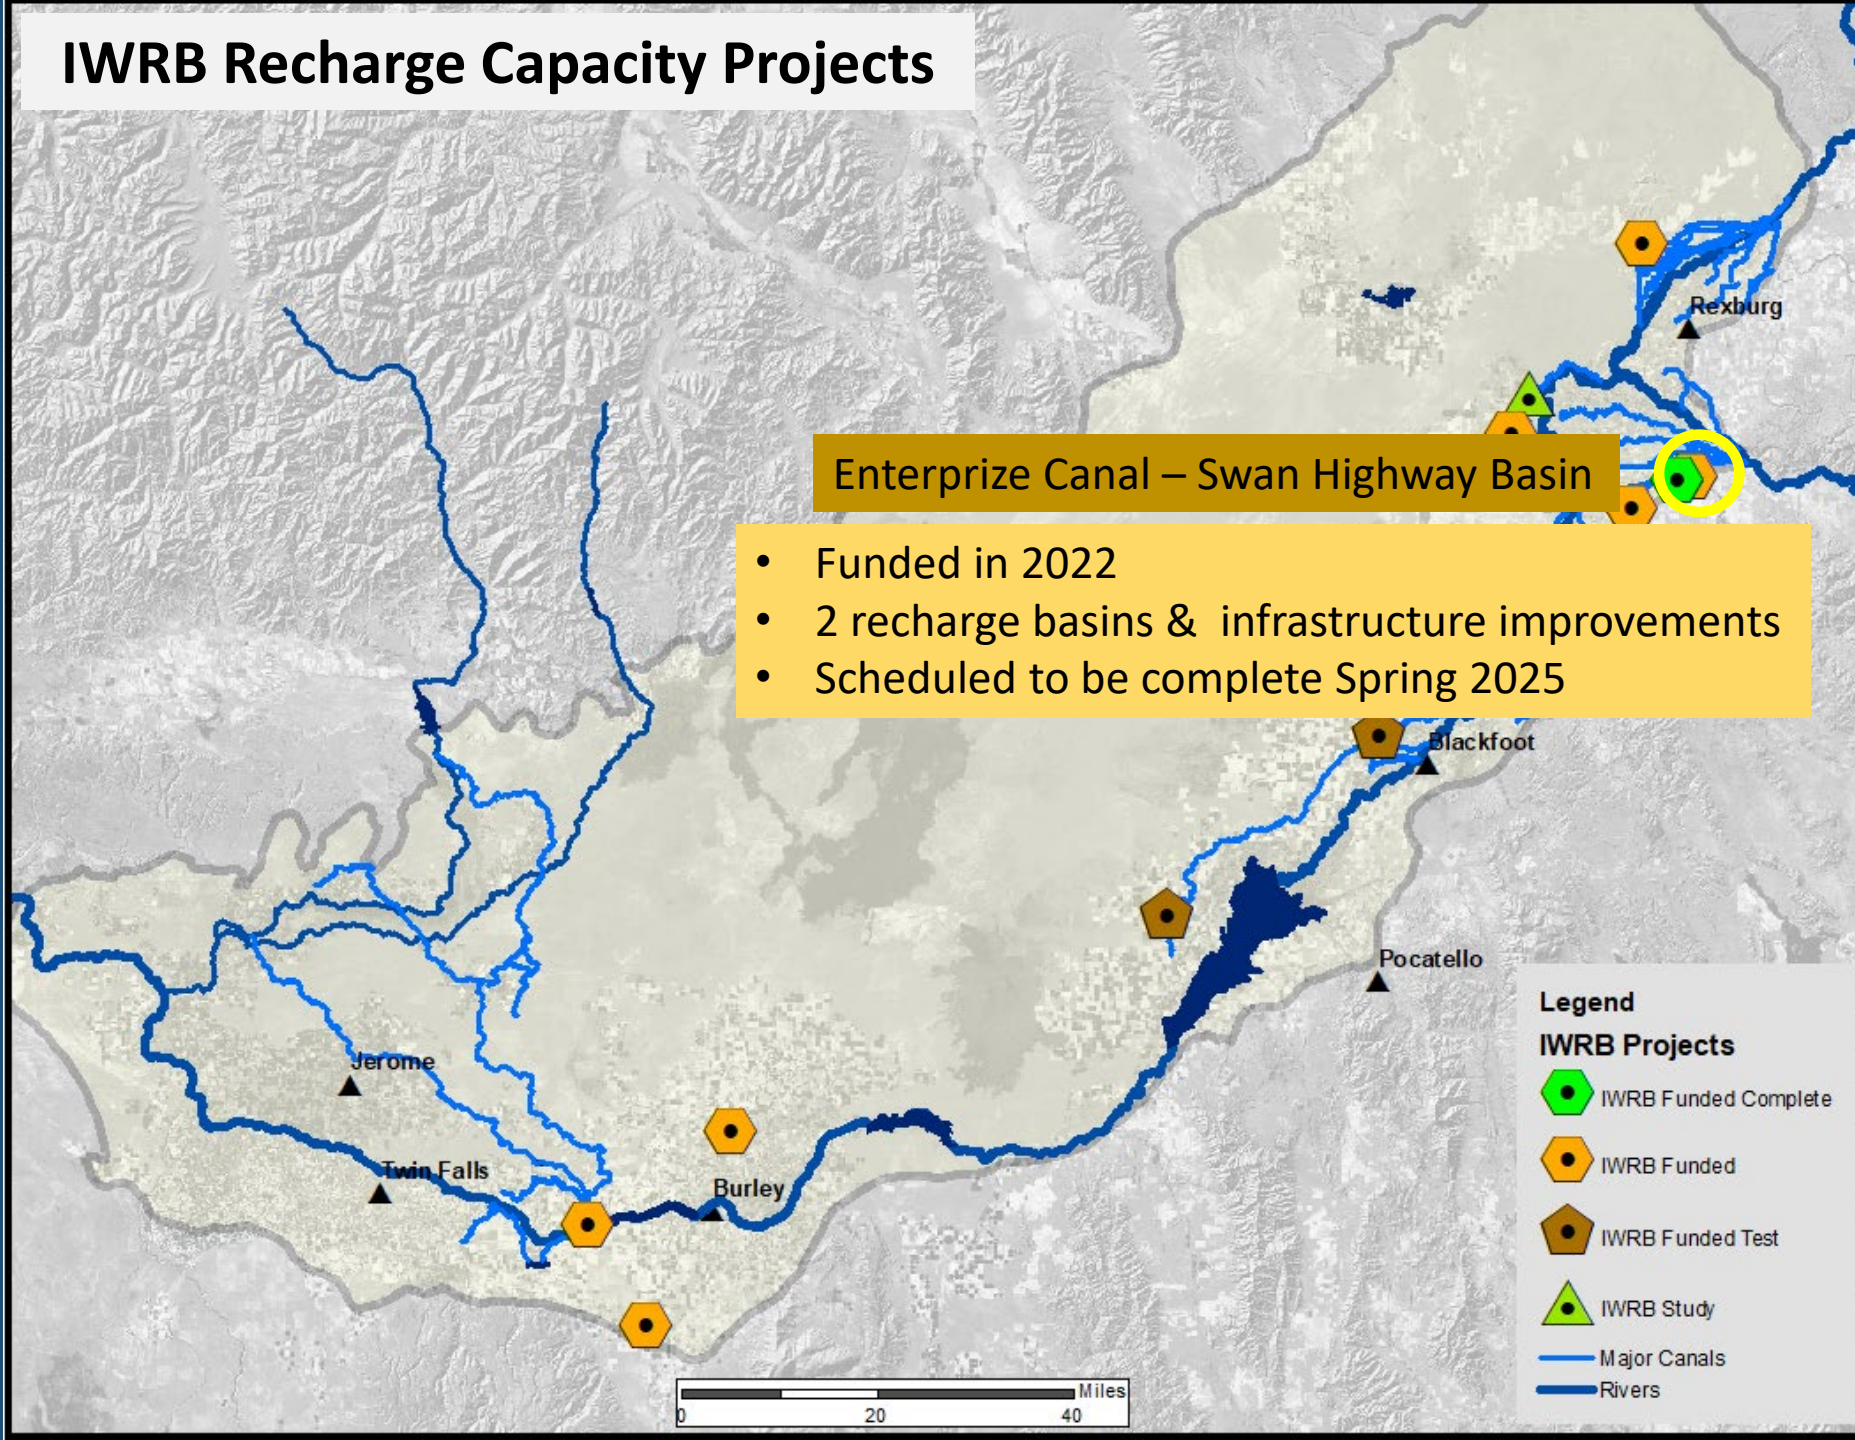 IWRB Recharge Capacity Projects
Rexburg
Enterprize Canal – Swan Highway Basin
• Funded in 2022
• 2 recharge basins & infrastructure improvements
• Scheduled to be complete Spring 2025
Blackfoot
Pocatello
Jerome
Twin Falls
Burley
Legend
IWRB Projects
IWRB Funded Complete
IWRB Funded
IWRB Funded Test
IWRB Study
Major Canals
Rivers
Miles
0 20 40